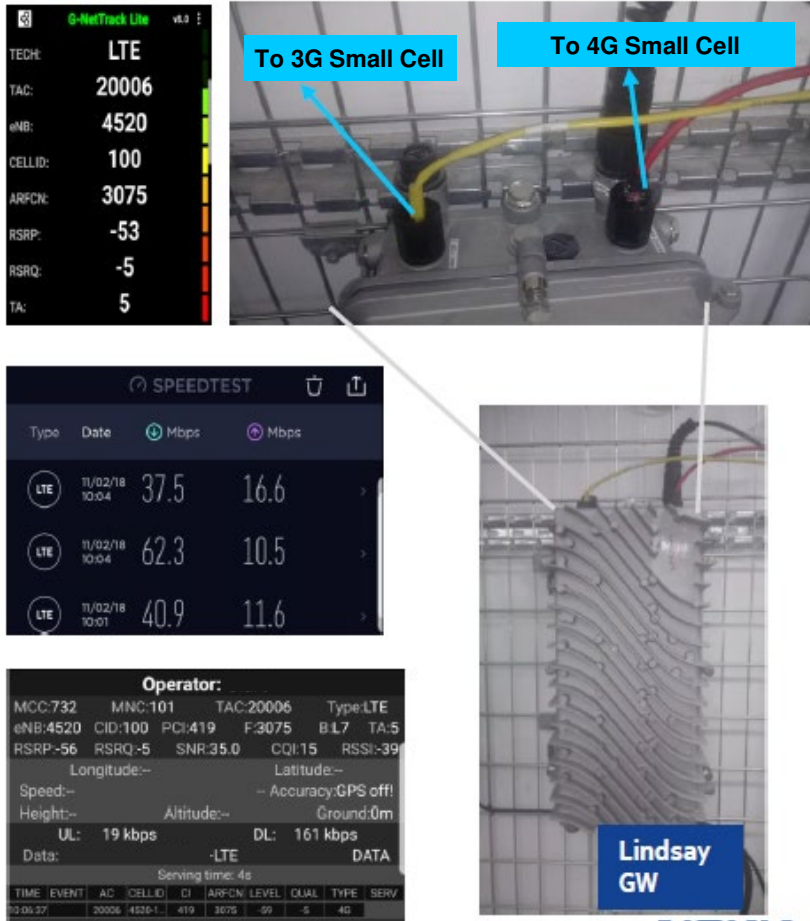 G-NetTrack Lite v8.0
TECH: LTE
TAC: 20006
eNB: 4520
CELLID: 100
ARFCN: 3075
RSRP: -53
RSRQ: -5
TA: 5
To 3G Small Cell
To 4G Small Cell
SPEEDTEST
Type Date Mbps Mbps
LTE 11/02/18 10:04 37.5 16.6
LTE 11/02/18 10:04 62.3 10.5
LTE 11/02/18 10:01 40.9 11.6
Operator:
MCC:732 MNC:101 TAC:20006 Type:LTE
eNB:4520 CID:100 PCI:419 F:3075 B:L7 TA:5
RSRP:-56 RSRQ:-5 SNR:35.0 CQI:15 RSSI:-39
Longitude:-- Latitude:--
Speed:-- -- Accuracy:GPS off!
Height:-- Altitude:-- Ground:0m
UL: 19 kbps DL: 161 kbps
Data: -LTE DATA
Serving time: 4s
TIME EVENT AC CELLID CI ARFCN LEVEL QUAL TYPE SERV
10:06:37 20006 4520-1.. 419 3075 -59 -5 4G
Lindsay
GW